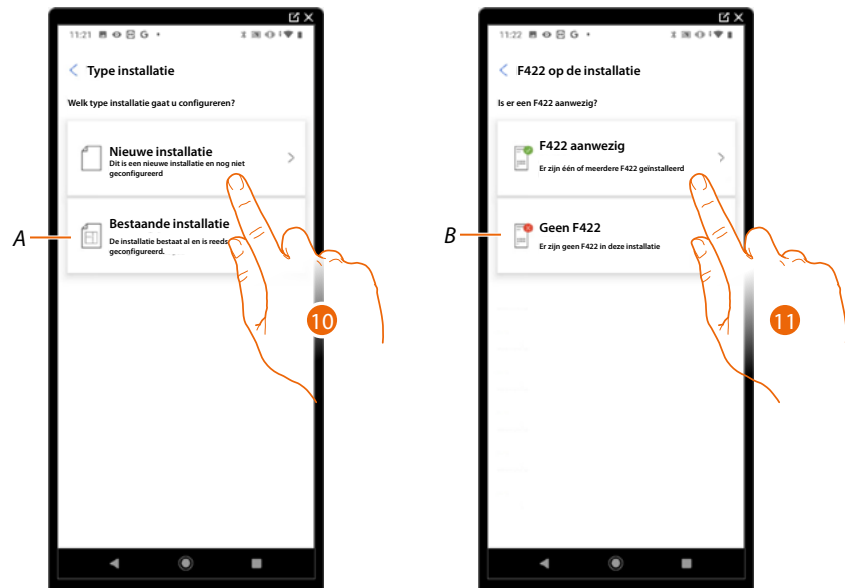 11:21
Type installatie
Welk type installatie gaat u configureren?
Nieuwe installatie
Dit is een nieuwe installatie en nog niet
geconfigureerd
A
Bestaande installatie
De installatie bestaat al en is reeds
geconfigureerd.
10
11:22
F422 op de installatie
Is er een F422 aanwezig?
F422 aanwezig
Er zijn één of meerdere F422 geïnstalleerd
B
Geen F422
Er zijn geen F422 in deze installatie
11